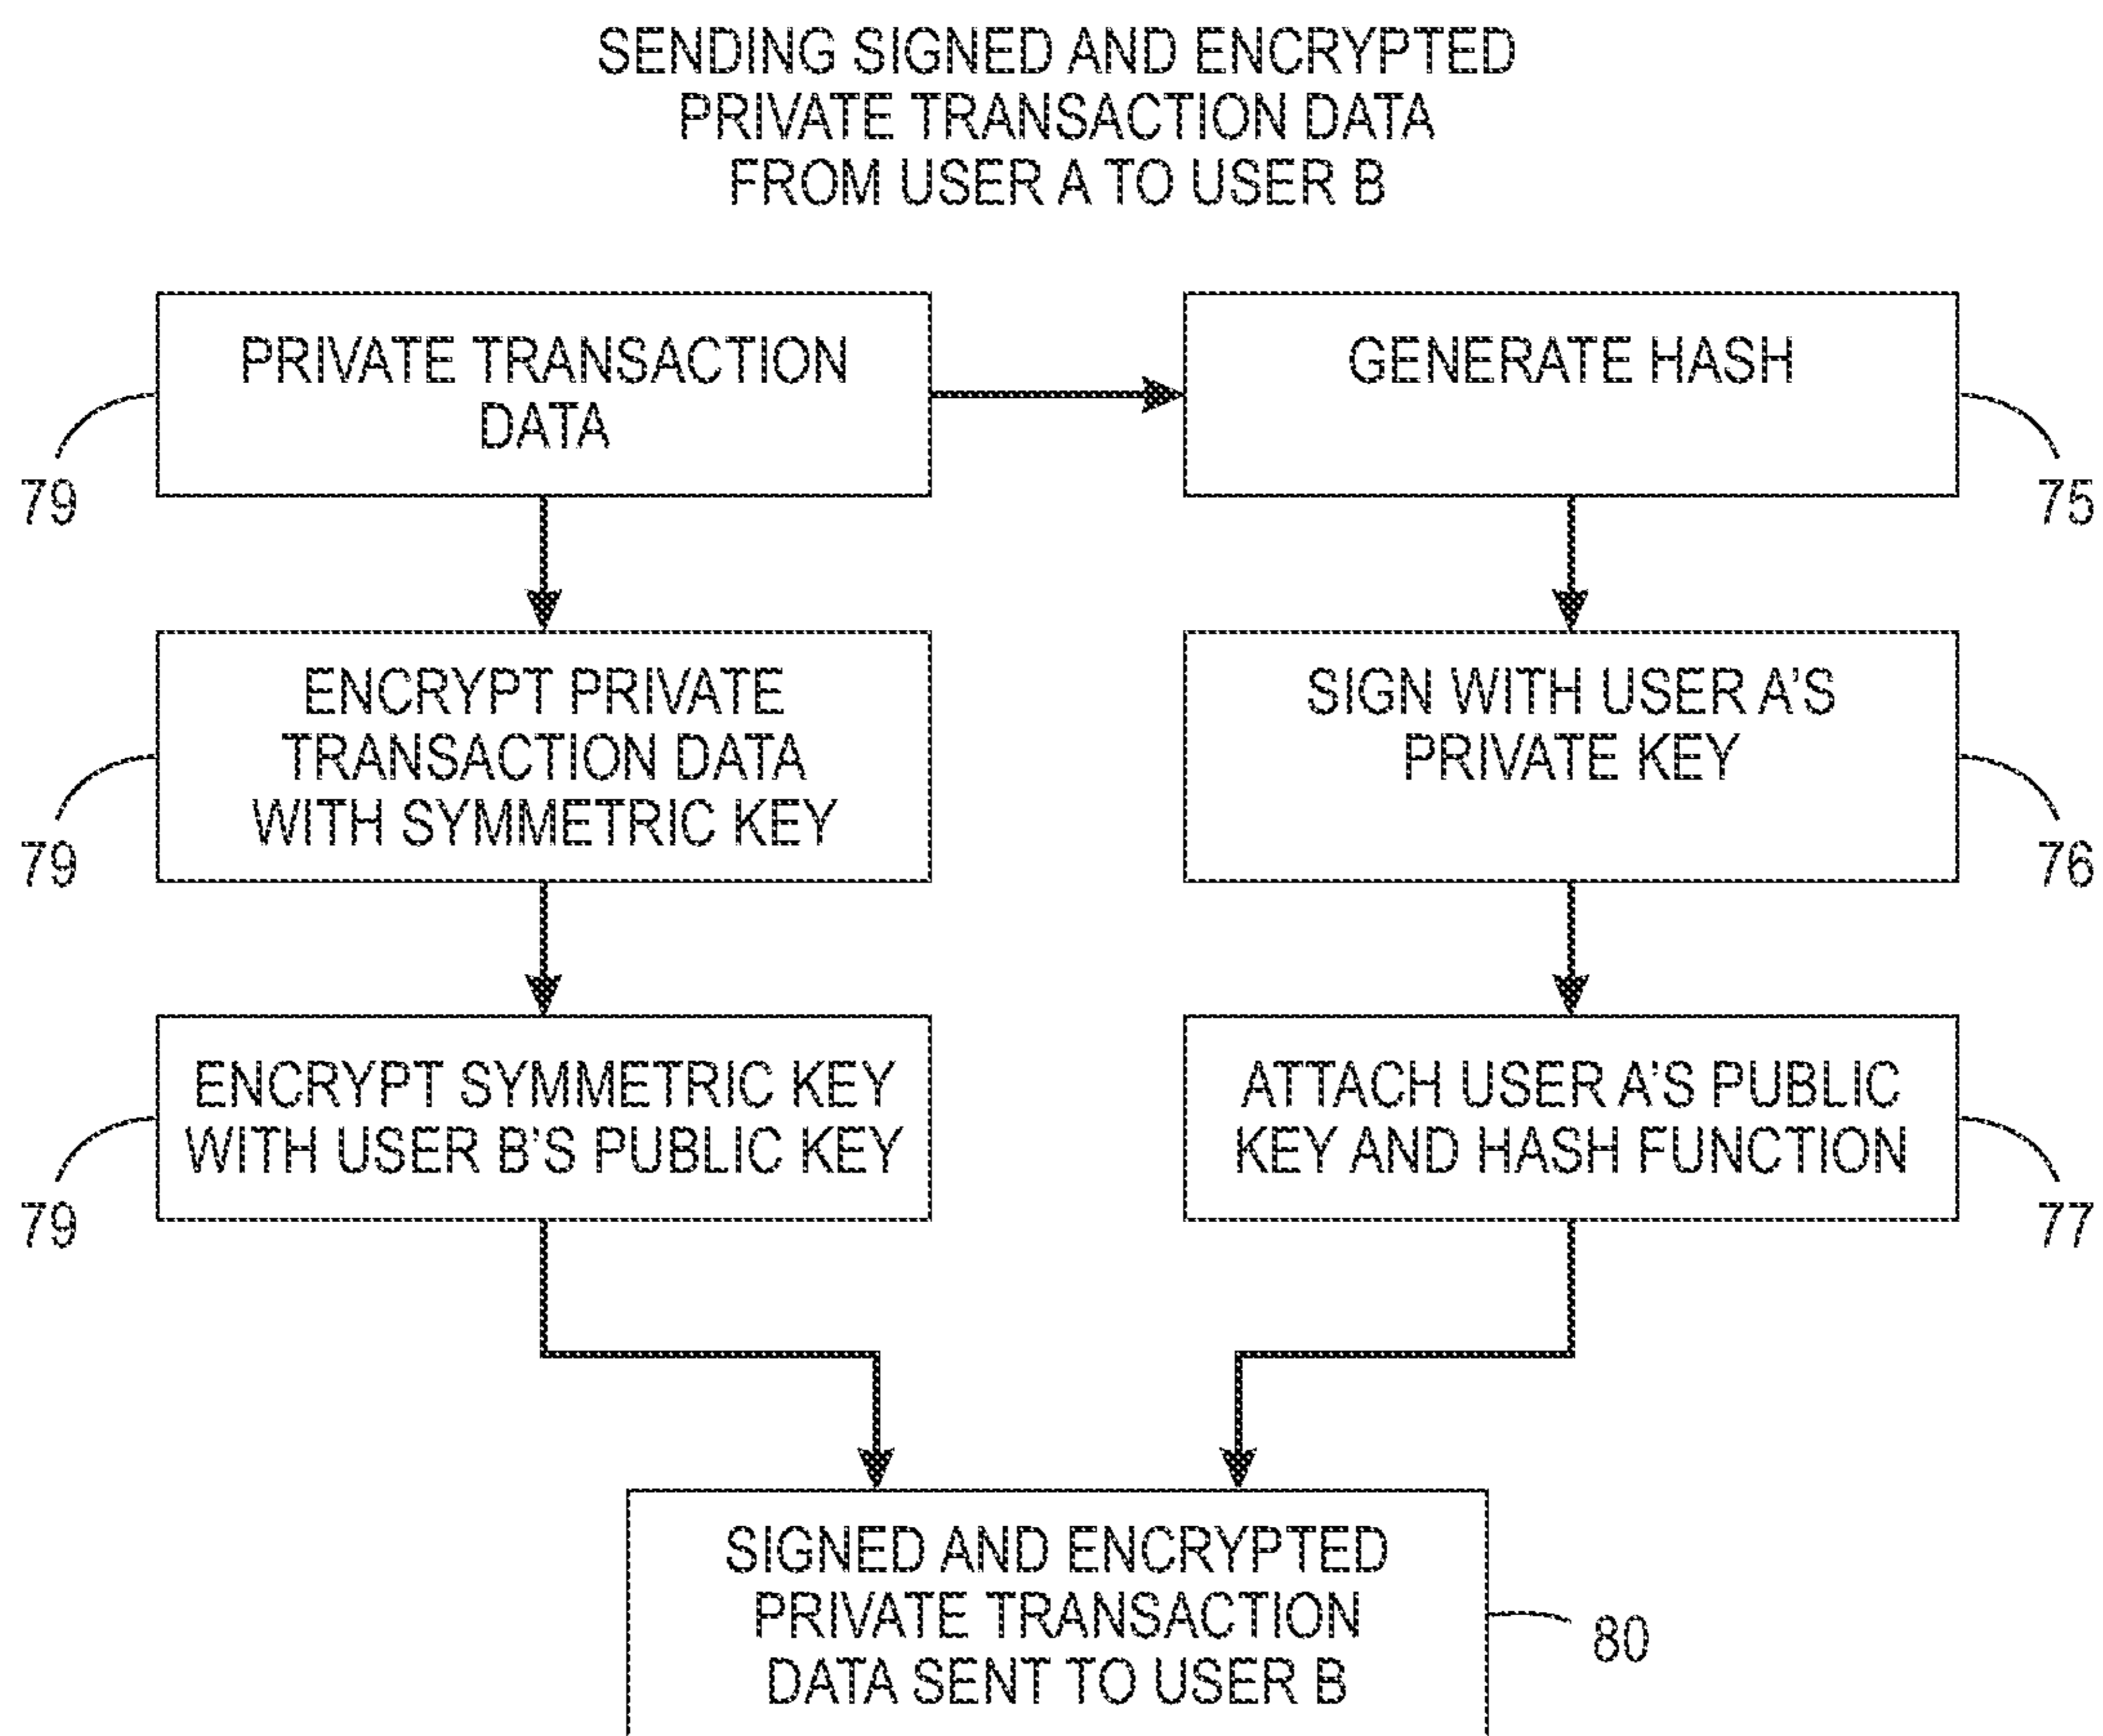 SENDING SIGNED AND ENCRYPTED
PRIVATE TRANSACTION DATA
FROM USER A TO USER B
PRIVATE TRANSACTION
DATA
79
GENERATE HASH
75
ENCRYPT PRIVATE
TRANSACTION DATA
WITH SYMMETRIC KEY
79
SIGN WITH USER A'S
PRIVATE KEY
76
ENCRYPT SYMMETRIC KEY
WITH USER B'S PUBLIC KEY
79
ATTACH USER A'S PUBLIC
KEY AND HASH FUNCTION
77
SIGNED AND ENCRYPTED
PRIVATE TRANSACTION
DATA SENT TO USER B
80